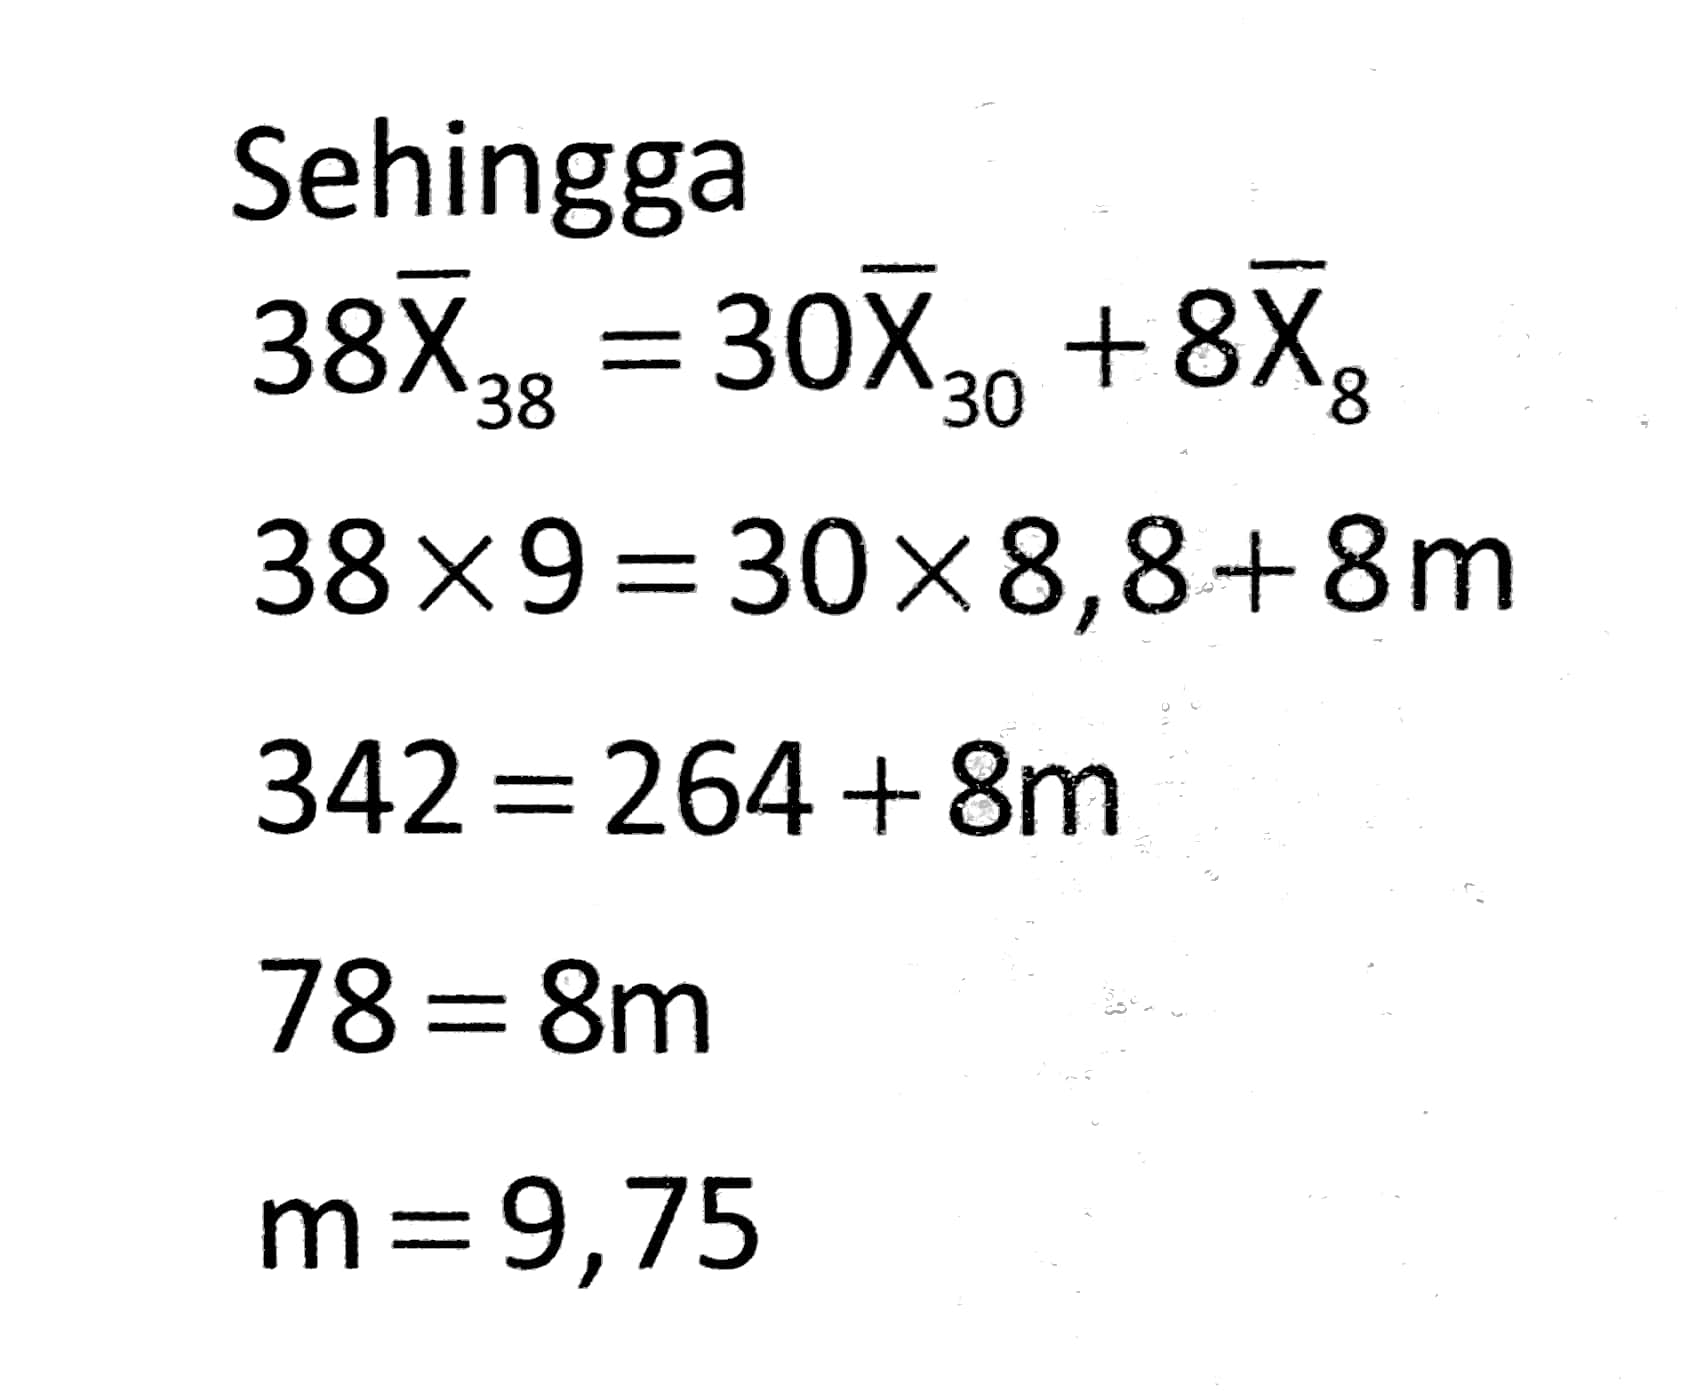 Sehingga
38X̅₃₈ = 30X̅₃₀ + 8X̅₈
38 × 9 = 30 × 8,8 + 8m
342 = 264 + 8m
78 = 8m
m = 9,75